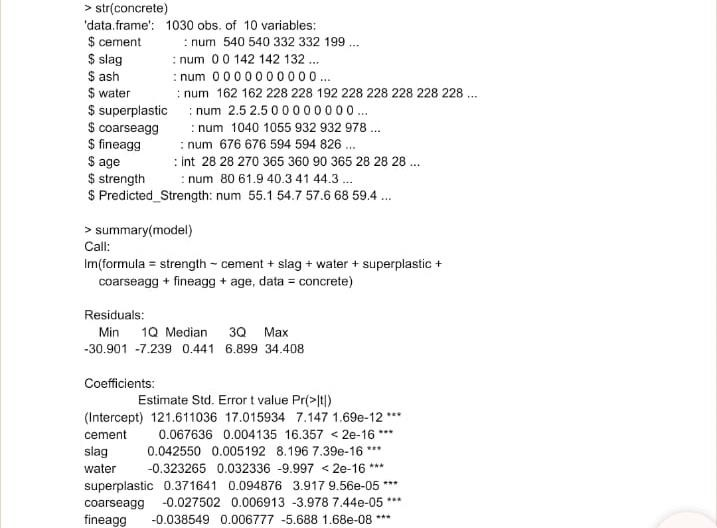 > str(concrete)
'data.frame': 1030 obs. of 10 variables:
$ cement : num 540 540 332 332 199 ...
$ slag : num 0 0 142 142 132 ...
$ ash : num 0 0 0 0 0 0 0 0 0 0 ...
$ water : num 162 162 228 228 192 228 228 228 228 228 ...
$ superplastic : num 2.5 2.5 0 0 0 0 0 0 0 0 ...
$ coarseagg : num 1040 1055 932 932 978 ...
$ fineagg : num 676 676 594 594 826 ...
$ age : int 28 28 270 365 360 90 365 28 28 28 ...
$ strength : num 80 61.9 40.3 41 44.3 ...
$ Predicted_Strength: num 55.1 54.7 57.6 68 59.4 ...
> summary(model)
Call:
lm(formula = strength ~ cement + slag + water + superplastic +
coarseagg + fineagg + age, data = concrete)
Residuals:
Min 1Q Median 3Q Max
-30.901 -7.239 0.441 6.899 34.408
Coefficients:
Estimate Std. Error t value Pr(>|t|)
(Intercept) 121.611036 17.015934 7.147 1.69e-12 ***
cement 0.067636 0.004135 16.357 < 2e-16 ***
slag 0.042550 0.005192 8.196 7.39e-16 ***
water -0.323265 0.032336 -9.997 < 2e-16 ***
superplastic 0.371641 0.094876 3.917 9.56e-05 ***
coarseagg -0.027502 0.006913 -3.978 7.44e-05 ***
fineagg -0.038549 0.006777 -5.688 1.68e-08 ***